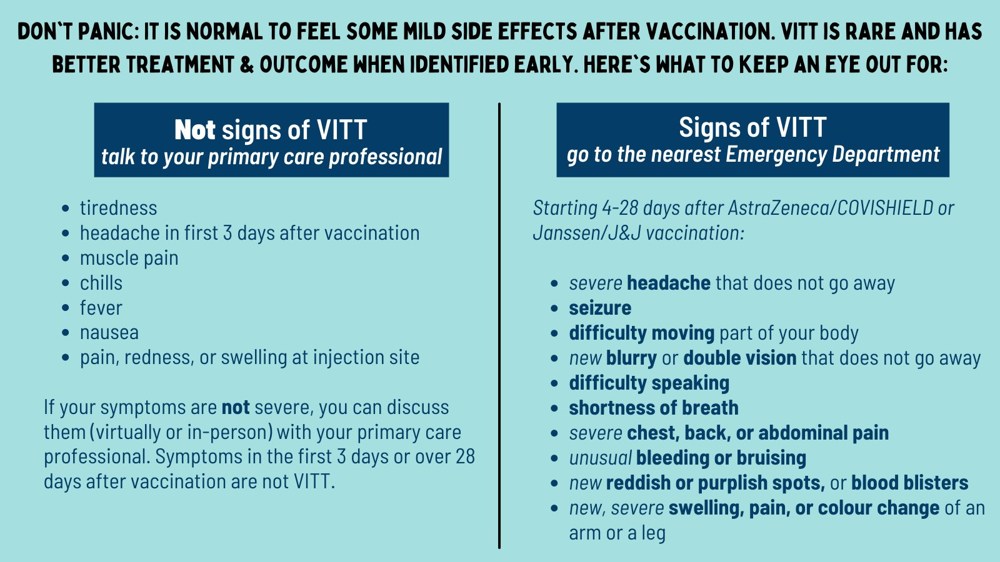 DON`T PANIC: IT IS NORMAL TO FEEL SOME MILD SIDE EFFECTS AFTER VACCINATION. VITT IS RARE AND HAS
BETTER TREATMENT & OUTCOME WHEN IDENTIFIED EARLY. HERE`S WHAT TO KEEP AN EYE OUT FOR:
Not signs of VITT
talk to your primary care professional
• tiredness
• headache in first 3 days after vaccination
• muscle pain
• chills
• fever
• nausea
• pain, redness, or swelling at injection site
If your symptoms are not severe, you can discuss
them (virtually or in-person) with your primary care
professional. Symptoms in the first 3 days or over 28
days after vaccination are not VITT.
Signs of VITT
go to the nearest Emergency Department
Starting 4-28 days after AstraZeneca/COVISHIELD or
Janssen/J&J vaccination:
• severe headache that does not go away
• seizure
• difficulty moving part of your body
• new blurry or double vision that does not go away
• difficulty speaking
• shortness of breath
• severe chest, back, or abdominal pain
• unusual bleeding or bruising
• new reddish or purplish spots, or blood blisters
• new, severe swelling, pain, or colour change of an
arm or a leg